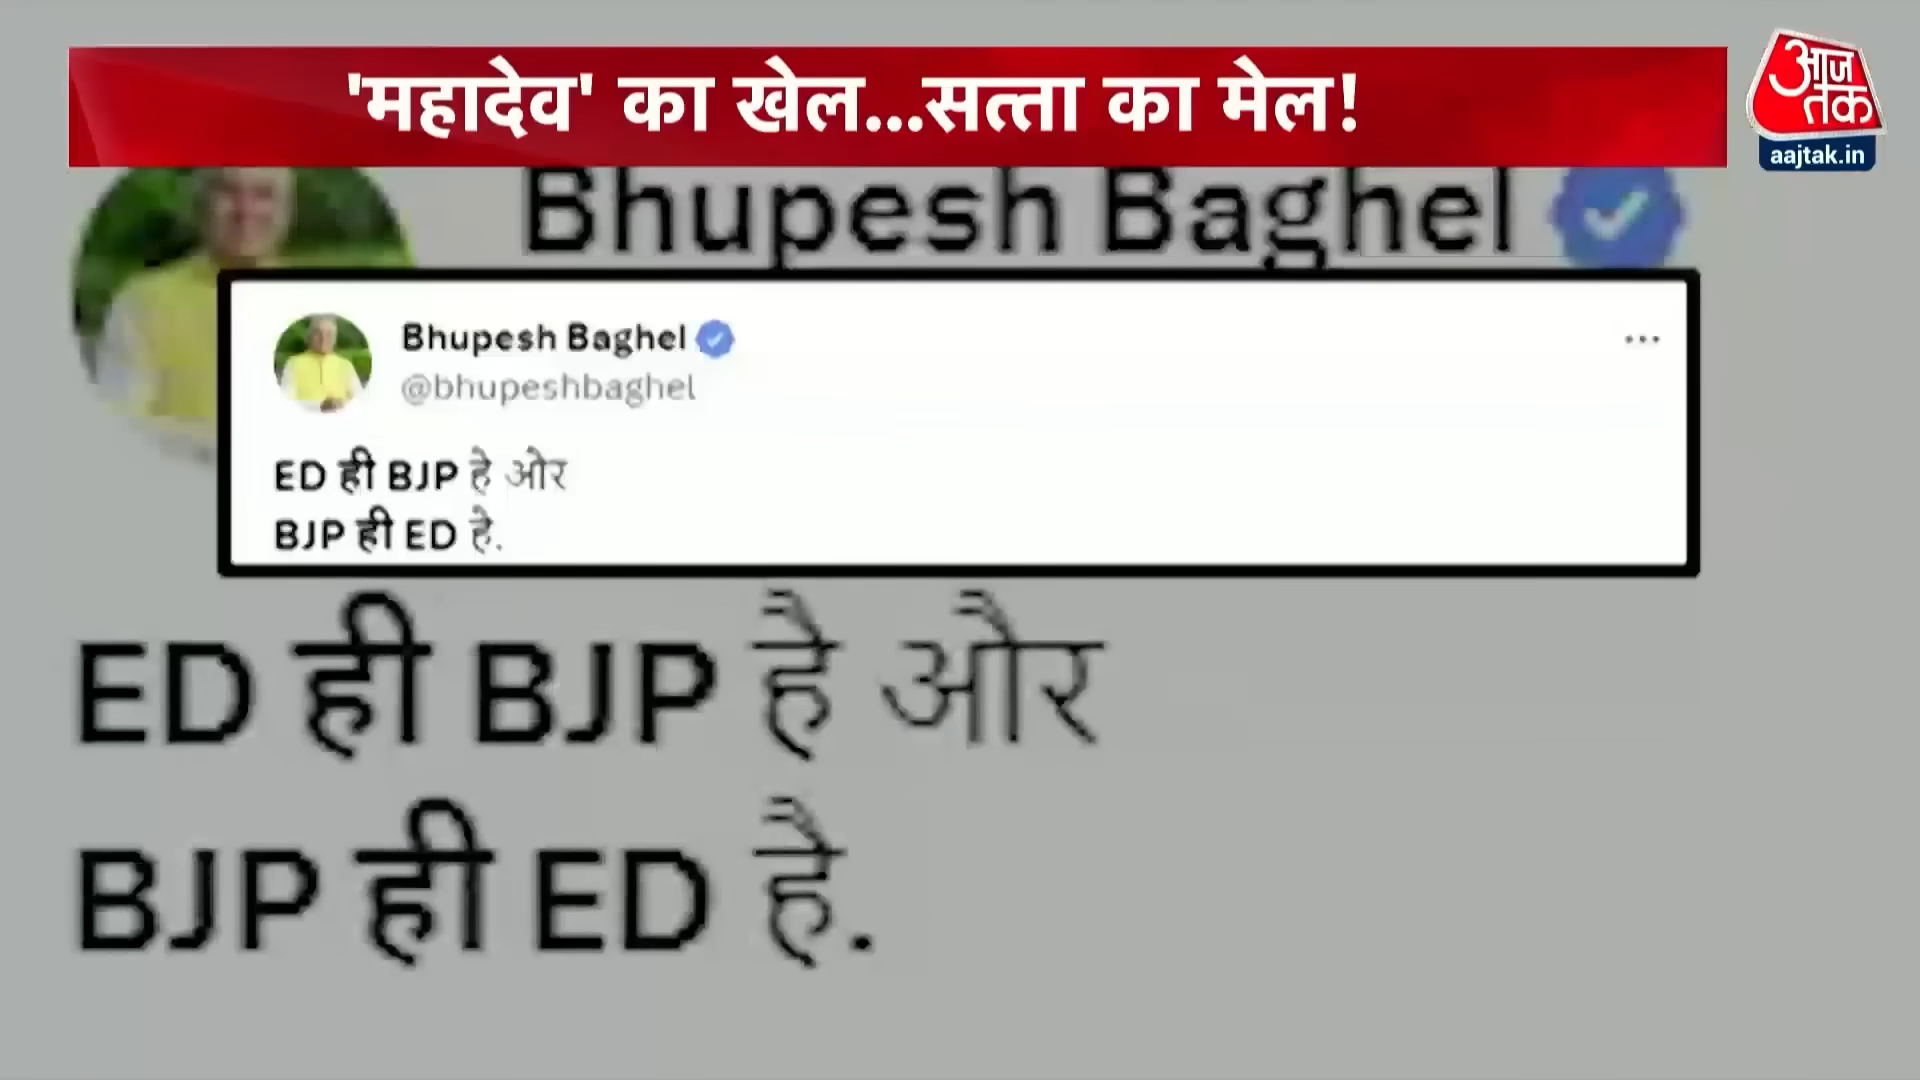 'महादेव' का खेल...सत्ता का मेल!
आज
तक
aajtak.in
Bhupesh Baghel
Bhupesh Baghel
@bhupeshbaghel
ED ही BJP है और
BJP ही ED है.
ED ही BJP है और
BJP ही ED है.